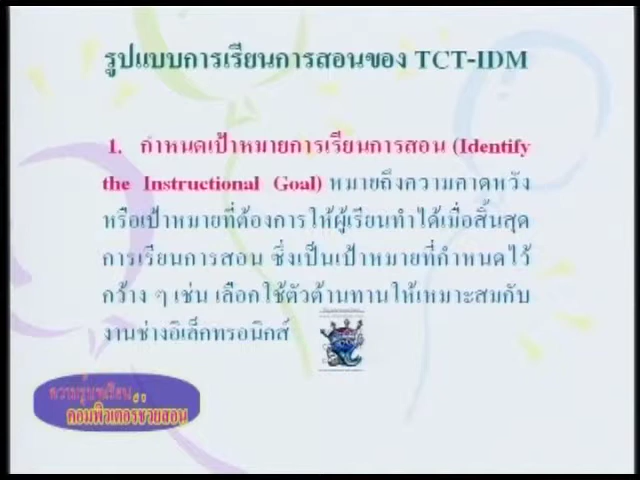 รูปแบบการเรียนการสอนของ TCT-IDM
1. กำหนดเป้าหมายการเรียนการสอน (Identify
the Instructional Goal) หมายถึงความคาดหวัง
หรือเป้าหมายที่ต้องการให้ผู้เรียนทำได้เมื่อสิ้นสุด
การเรียนการสอน ซึ่งเป็นเป้าหมายที่กำหนดไว้
กว้าง ๆ เช่น เลือกใช้ตัวต้านทานให้เหมาะสมกับ
งานช่างอิเล็กทรอนิกส์
คอมพิวเตอร์ช่วยสอน